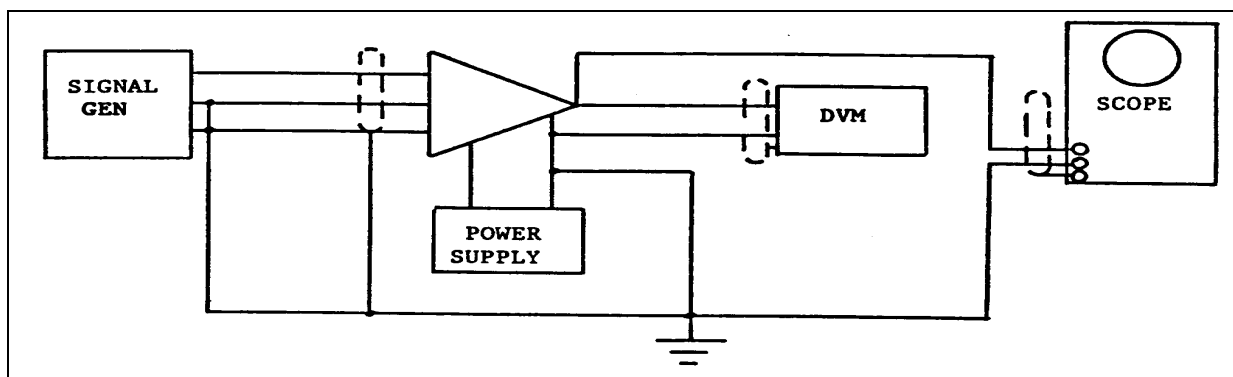 SIGNAL
GEN
DVM
SCOPE
POWER
SUPPLY